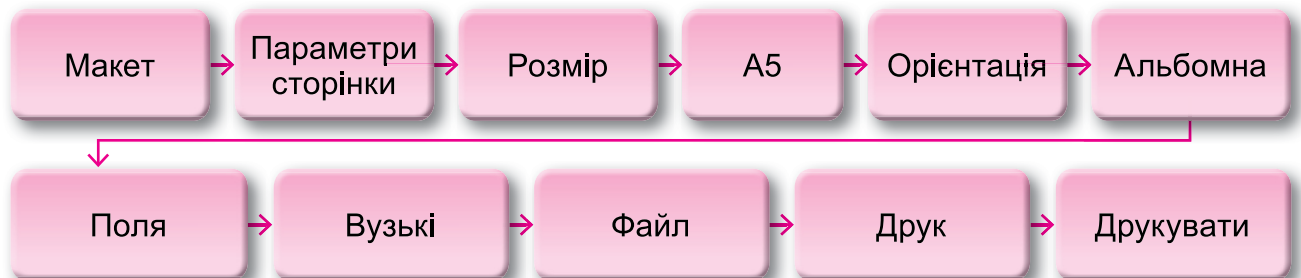 Макет
Параметри
сторінки
Розмір
А5
Орієнтація
Альбомна
Поля
Вузькі
Файл
Друк
Друкувати